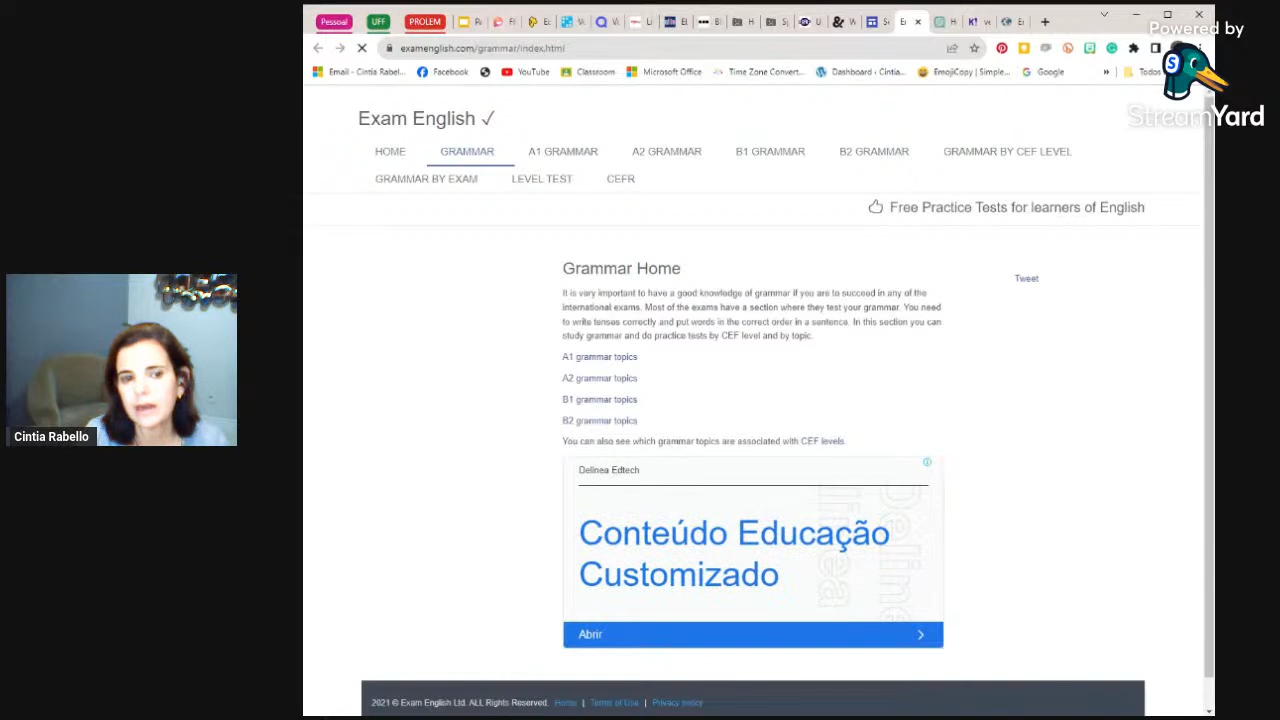 Pessoal
UFF
PROLEM
examenglish.com/grammar/index.html
Powered by
StreamYard
Email - Cintia Rabel...
Facebook
YouTube
Classroom
Microsoft Office
Time Zone Convert...
Dashboard ‹ Cintia...
EmojiCopy | Simple...
Google
»
Todos
Exam English ✓
HOME
GRAMMAR
A1 GRAMMAR
A2 GRAMMAR
B1 GRAMMAR
B2 GRAMMAR
GRAMMAR BY CEF LEVEL
GRAMMAR BY EXAM
LEVEL TEST
CEFR
Free Practice Tests for learners of English
Grammar Home
Tweet
It is very important to have a good knowledge of grammar if you are to succeed in any of the
international exams. Most of the exams have a section where they test your grammar. You need
to write tenses correctly and put words in the correct order in a sentence. In this section you can
study grammar and do practice tests by CEF level and by topic.
A1 grammar topics
A2 grammar topics
B1 grammar topics
B2 grammar topics
You can also see which grammar topics are associated with CEF levels.
Delinea Edtech
Conteúdo Educação
Customizado
Abrir
Cintia Rabello
2021 © Exam English Ltd. ALL Rights Reserved. Home | Terms of Use | Privacy policy